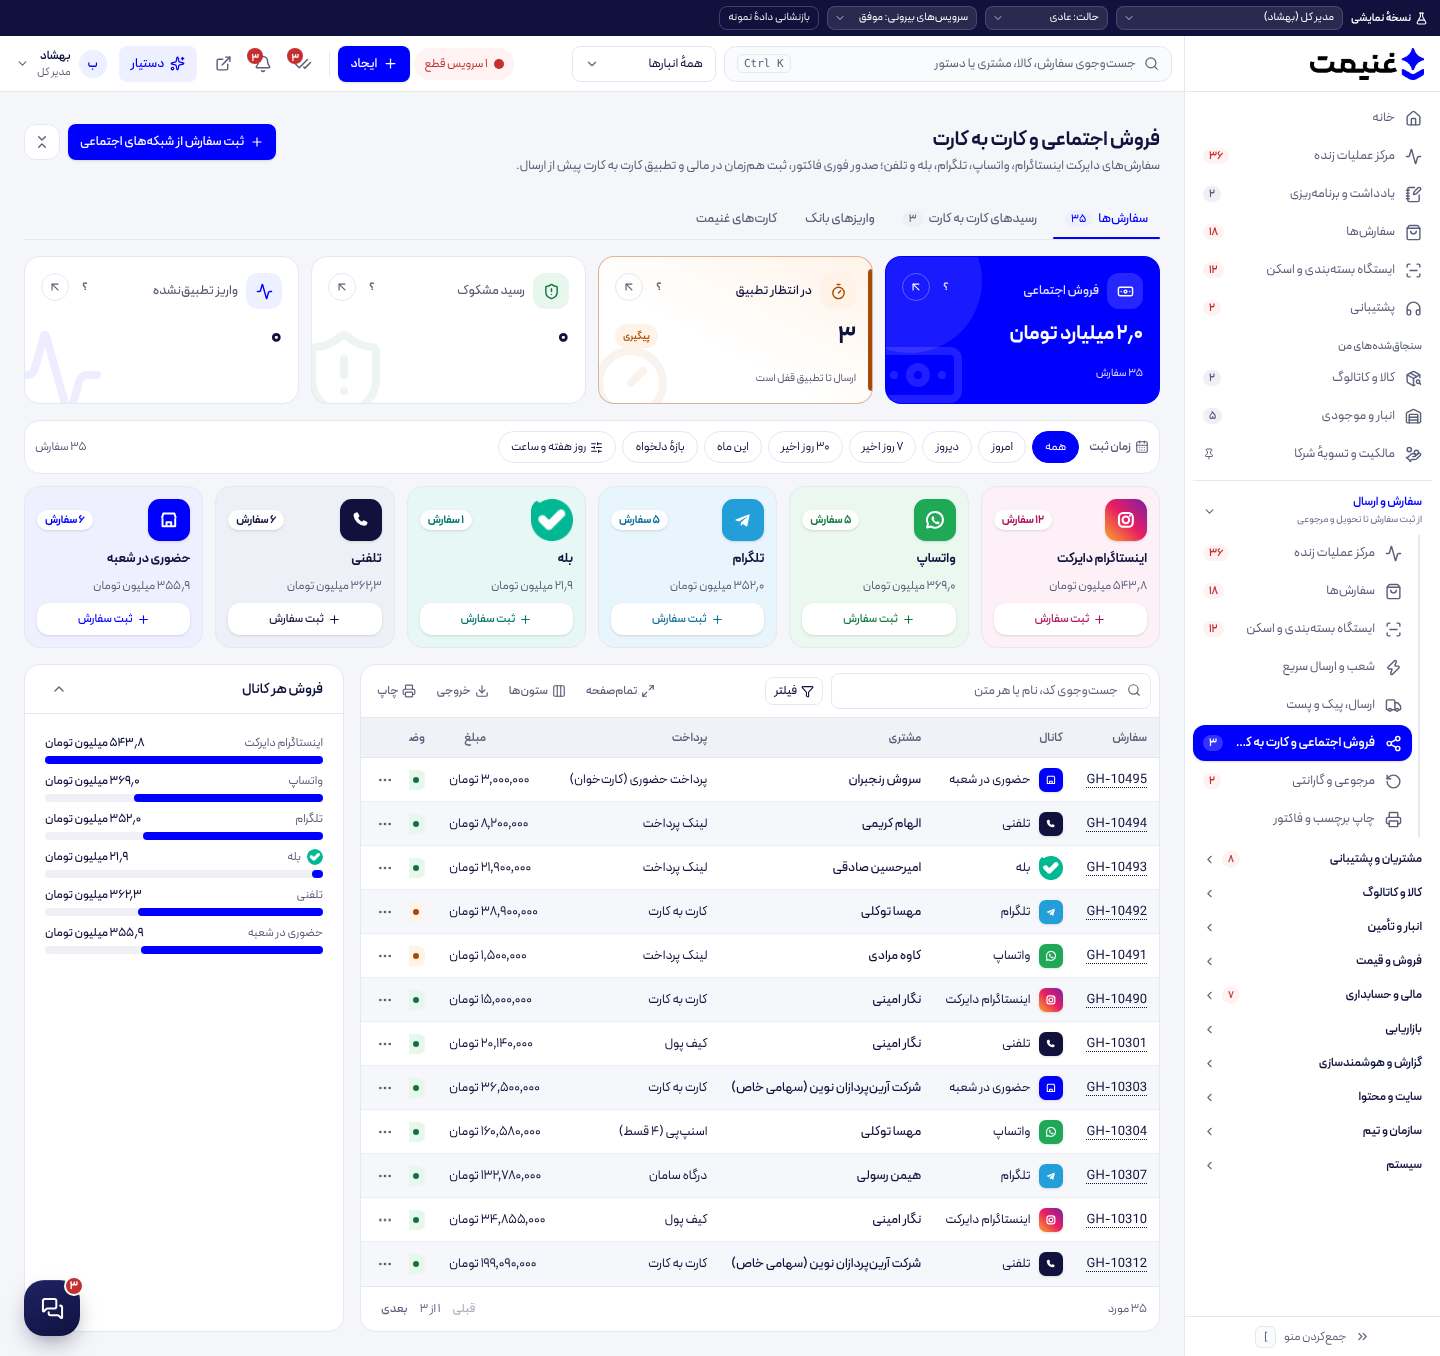 نسخهٔ نمایشی
مدیر کل (بهشاد)
حالت: عادی
سرویس‌های بیرونی: موفق
بازنشانی دادهٔ نمونه
غنیمت
جست‌وجوی سفارش، کالا، مشتری یا دستور
Ctrl K
همهٔ انبارها
۱ سرویس قطع
ایجاد
۳
۳
دستیار
ب
بهشاد
مدیر کل
خانه
مرکز عملیات زنده ۳۶
یادداشت و برنامه‌ریزی ۲
سفارش‌ها ۱۸
ایستگاه بسته‌بندی و اسکن ۱۲
پشتیبانی ۲
سنجاق‌شده‌های من
کالا و کاتالوگ ۲
انبار و موجودی ۵
مالکیت و تسویهٔ شرکا
سفارش و ارسال
از ثبت سفارش تا تحویل و مرجوعی
مرکز عملیات زنده ۳۶
سفارش‌ها ۱۸
ایستگاه بسته‌بندی و اسکن ۱۲
شعب و ارسال سریع
ارسال، پیک و پست
فروش اجتماعی و کارت به ک... ۳
مرجوعی و گارانتی ۲
چاپ برچسب و فاکتور
مشتریان و پشتیبانی ۸
کالا و کاتالوگ
انبار و تأمین
فروش و قیمت
مالی و حسابداری ۷
بازاریابی
گزارش و هوشمندسازی
سایت و محتوا
سازمان و تیم
سیستم
جمع‌کردن منو [
فروش اجتماعی و کارت به کارت
سفارش‌های دایرکت اینستاگرام، واتساپ، تلگرام، بله و تلفن؛ صدور فوری فاکتور، ثبت هم‌زمان در مالی و تطبیق کارت به کارت پیش از ارسال.
ثبت سفارش از شبکه‌های اجتماعی
سفارش‌ها ۳۵
رسیدهای کارت به کارت ۳
واریزهای بانک
کارت‌های غنیمت
فروش اجتماعی ؟
۲٫۰ میلیارد تومان
۳۵ سفارش
در انتظار تطبیق ؟
۳ پیگیری
ارسال تا تطبیق قفل است
رسید مشکوک ؟
۰
واریز تطبیق‌نشده ؟
۰
زمان ثبت
همه
امروز
دیروز
۷ روز اخیر
۳۰ روز اخیر
این ماه
بازهٔ دلخواه
روز هفته و ساعت
۳۵ سفارش
۱۲ سفارش
اینستاگرام دایرکت
۵۴۳٫۸ میلیون تومان
ثبت سفارش
۵ سفارش
واتساپ
۳۶۹٫۰ میلیون تومان
ثبت سفارش
۵ سفارش
تلگرام
۳۵۲٫۰ میلیون تومان
ثبت سفارش
۱ سفارش
بله
۲۱٫۹ میلیون تومان
ثبت سفارش
۶ سفارش
تلفنی
۳۶۲٫۳ میلیون تومان
ثبت سفارش
۶ سفارش
حضوری در شعبه
۳۵۵٫۹ میلیون تومان
ثبت سفارش
جست‌وجوی کد، نام یا هر متن
فیلتر
تمام‌صفحه
ستون‌ها
خروجی
چاپ
سفارش کانال مشتری پرداخت مبلغ وض
GH-10495 حضوری در شعبه سروش رنجبران پرداخت حضوری (کارت‌خوان) ۳٬۰۰۰٬۰۰۰ تومان
GH-10494 تلفنی الهام کریمی لینک پرداخت ۸٬۲۰۰٬۰۰۰ تومان
GH-10493 بله امیرحسین صادقی لینک پرداخت ۲۱٬۹۰۰٬۰۰۰ تومان
GH-10492 تلگرام مهسا توکلی کارت به کارت ۳۸٬۹۰۰٬۰۰۰ تومان
GH-10491 واتساپ کاوه مرادی لینک پرداخت ۱٬۵۰۰٬۰۰۰ تومان
GH-10490 اینستاگرام دایرکت نگار امینی کارت به کارت ۱۵٬۰۰۰٬۰۰۰ تومان
GH-10301 تلفنی نگار امینی کیف پول ۲۰٬۱۴۰٬۰۰۰ تومان
GH-10303 حضوری در شعبه شرکت آرین‌پردازان نوین (سهامی خاص) کارت به کارت ۳۶٬۵۰۰٬۰۰۰ تومان
GH-10304 واتساپ مهسا توکلی اسنپ‌پی (۴ قسط) ۱۶۰٬۵۸۰٬۰۰۰ تومان
GH-10307 تلگرام هیمن رسولی درگاه سامان ۱۳۲٬۷۸۰٬۰۰۰ تومان
GH-10310 اینستاگرام دایرکت نگار امینی کیف پول ۳۴٬۸۵۵٬۰۰۰ تومان
GH-10312 تلفنی شرکت آرین‌پردازان نوین (سهامی خاص) کارت به کارت ۱۹۹٬۰۹۰٬۰۰۰ تومان
۳۵ مورد
قبلی ۱ از ۳ بعدی
فروش هر کانال
اینستاگرام دایرکت ۵۴۳٫۸ میلیون تومان
واتساپ ۳۶۹٫۰ میلیون تومان
تلگرام ۳۵۲٫۰ میلیون تومان
بله ۲۱٫۹ میلیون تومان
تلفنی ۳۶۲٫۳ میلیون تومان
حضوری در شعبه ۳۵۵٫۹ میلیون تومان
۳